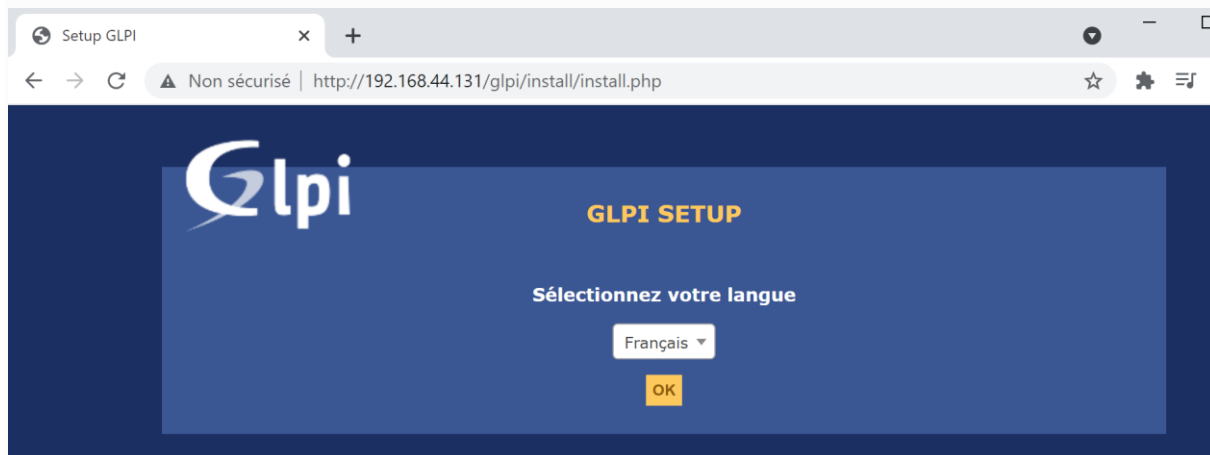 Setup GLPI
Non sécurisé | http://192.168.44.131/glpi/install/install.php
Glpi
GLPI SETUP
Sélectionnez votre langue
Français
OK